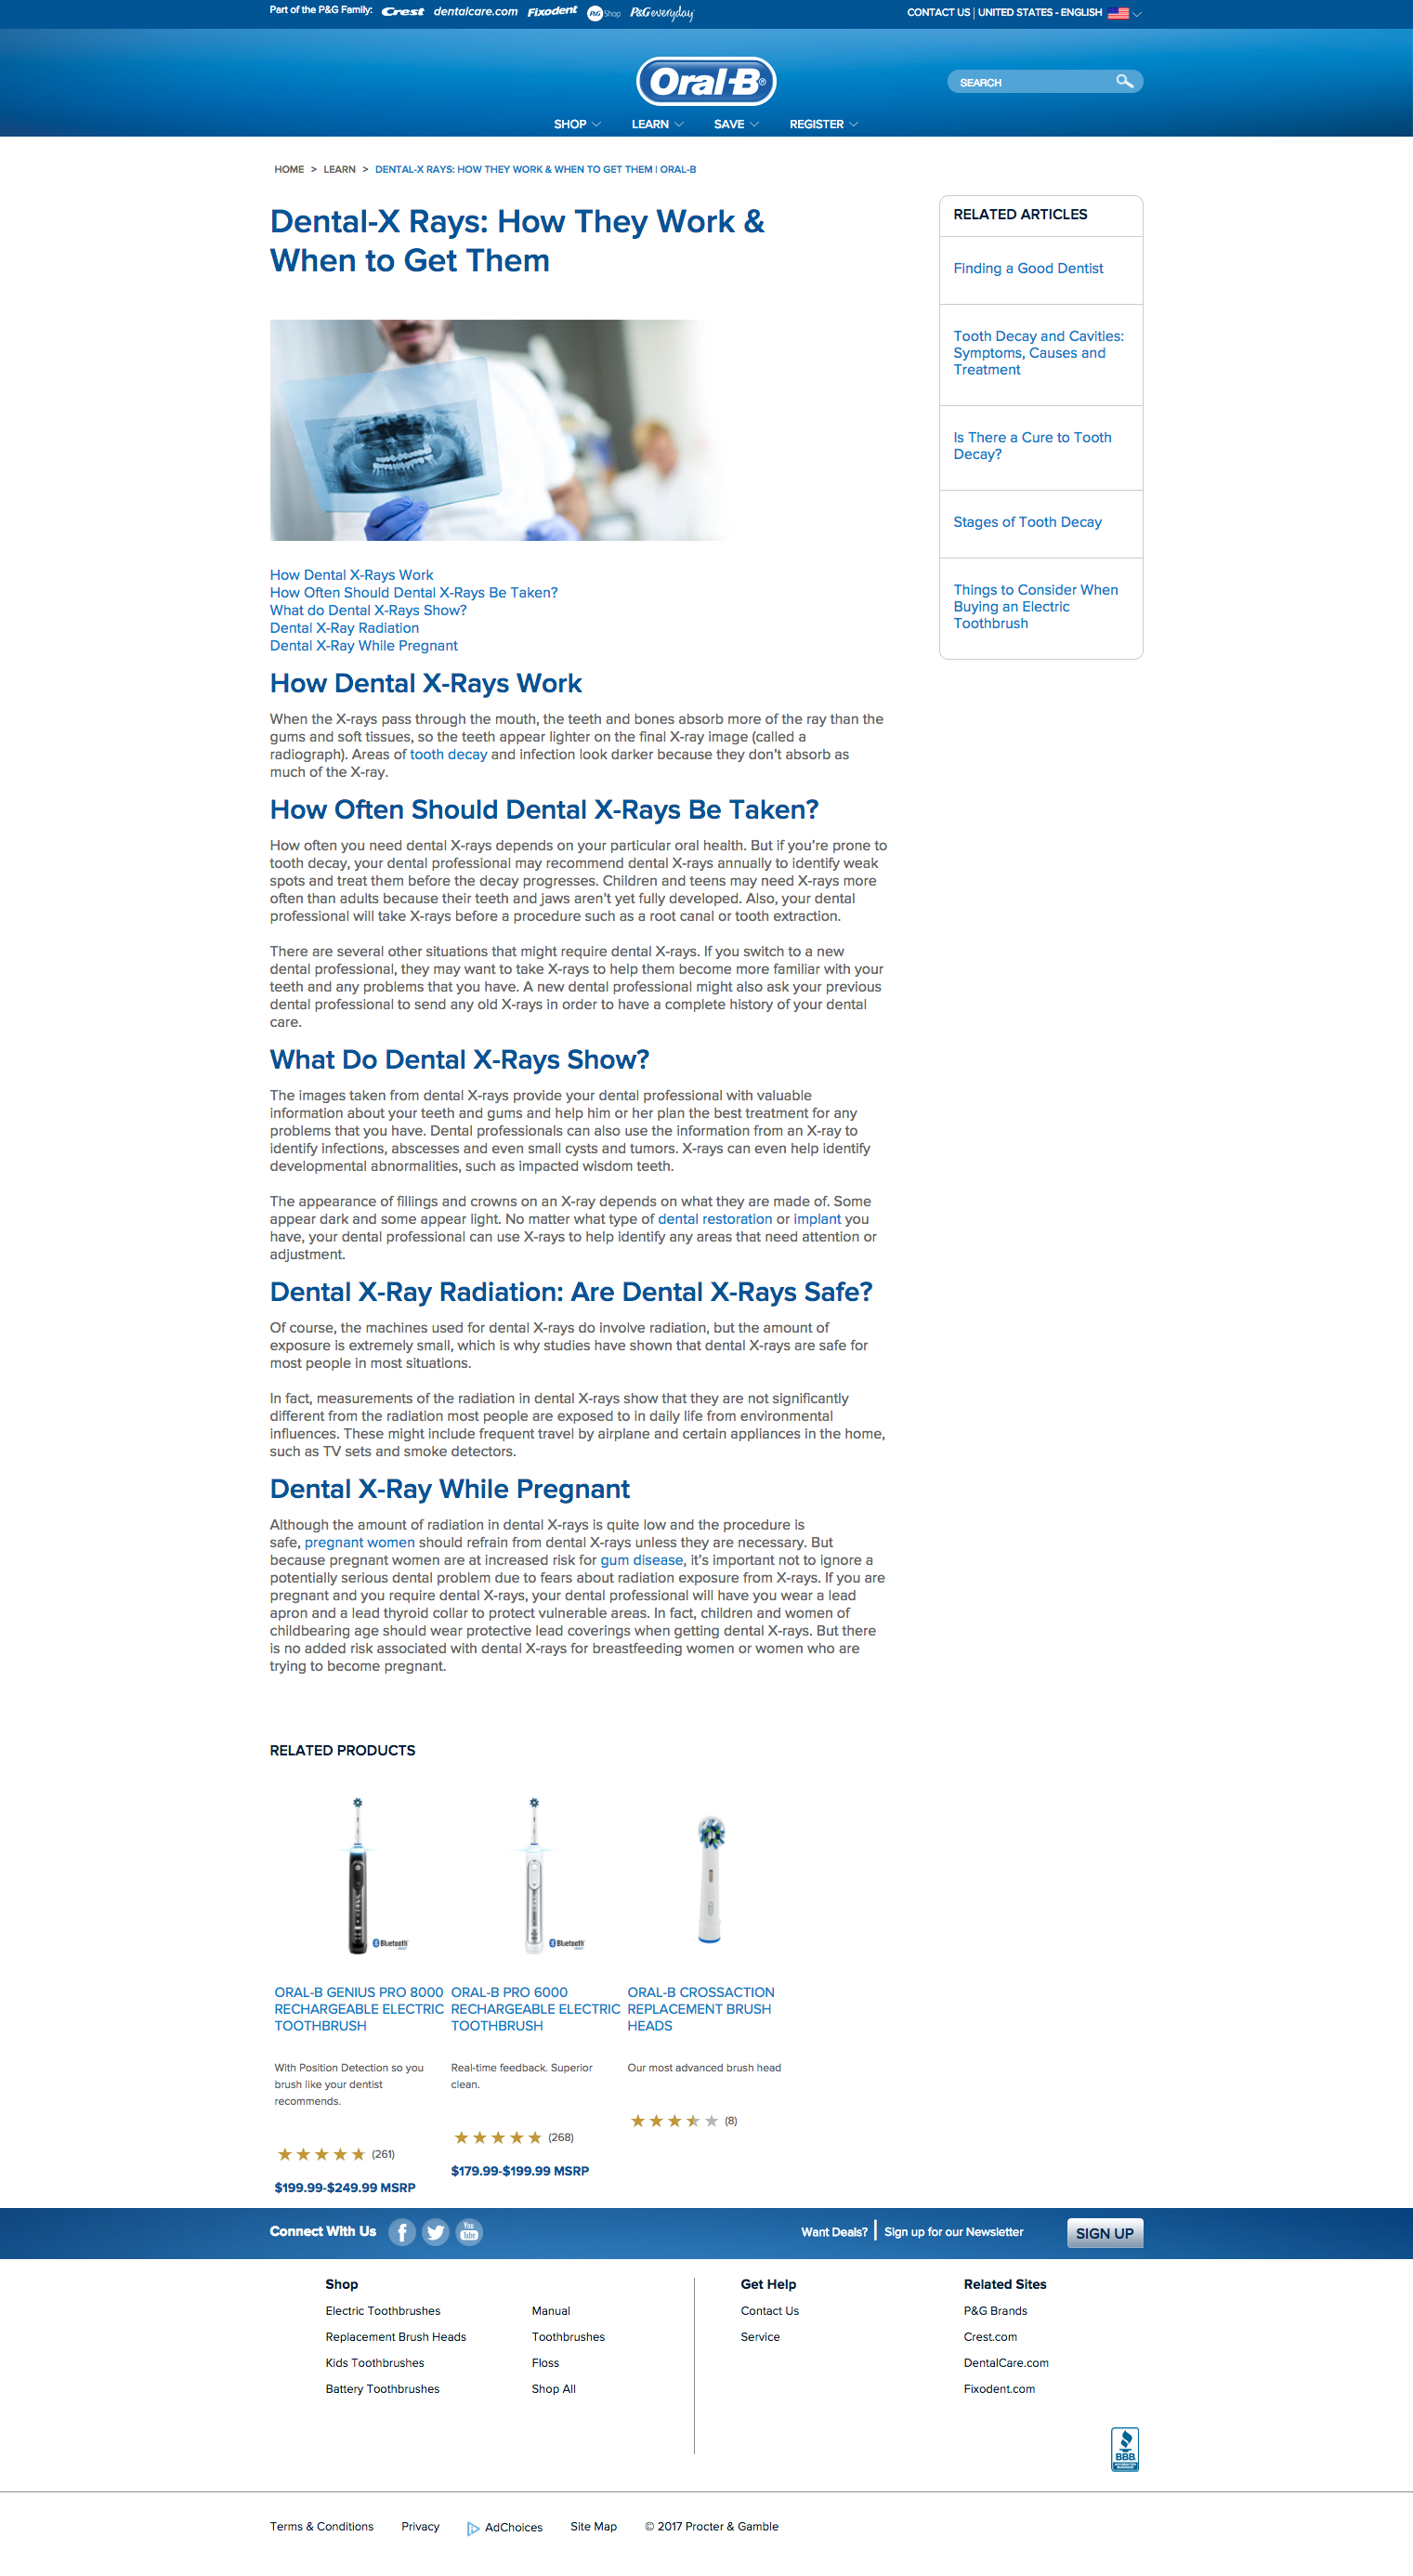 Part of the P&G Family: Crest dentalcare.com Fixodent P&G Shop P&G everyday
CONTACT US | UNITED STATES - ENGLISH
Oral-B®
SEARCH
SHOP LEARN SAVE REGISTER
HOME > LEARN > DENTAL-X RAYS: HOW THEY WORK & WHEN TO GET THEM | ORAL-B
Dental-X Rays: How They Work &
When to Get Them
How Dental X-Rays Work
How Often Should Dental X-Rays Be Taken?
What do Dental X-Rays Show?
Dental X-Ray Radiation
Dental X-Ray While Pregnant
How Dental X-Rays Work
When the X-rays pass through the mouth, the teeth and bones absorb more of the ray than the
gums and soft tissues, so the teeth appear lighter on the final X-ray image (called a
radiograph). Areas of tooth decay and infection look darker because they don't absorb as
much of the X-ray.
How Often Should Dental X-Rays Be Taken?
How often you need dental X-rays depends on your particular oral health. But if you're prone to
tooth decay, your dental professional may recommend dental X-rays annually to identify weak
spots and treat them before the decay progresses. Children and teens may need X-rays more
often than adults because their teeth and jaws aren't yet fully developed. Also, your dental
professional will take X-rays before a procedure such as a root canal or tooth extraction.
There are several other situations that might require dental X-rays. If you switch to a new
dental professional, they may want to take X-rays to help them become more familiar with your
teeth and any problems that you have. A new dental professional might also ask your previous
dental professional to send any old X-rays in order to have a complete history of your dental
care.
What Do Dental X-Rays Show?
The images taken from dental X-rays provide your dental professional with valuable
information about your teeth and gums and help him or her plan the best treatment for any
problems that you have. Dental professionals can also use the information from an X-ray to
identify infections, abscesses and even small cysts and tumors. X-rays can even help identify
developmental abnormalities, such as impacted wisdom teeth.
The appearance of fillings and crowns on an X-ray depends on what they are made of. Some
appear dark and some appear light. No matter what type of dental restoration or implant you
have, your dental professional can use X-rays to help identify any areas that need attention or
adjustment.
Dental X-Ray Radiation: Are Dental X-Rays Safe?
Of course, the machines used for dental X-rays do involve radiation, but the amount of
exposure is extremely small, which is why studies have shown that dental X-rays are safe for
most people in most situations.
In fact, measurements of the radiation in dental X-rays show that they are not significantly
different from the radiation most people are exposed to in daily life from environmental
influences. These might include frequent travel by airplane and certain appliances in the home,
such as TV sets and smoke detectors.
Dental X-Ray While Pregnant
Although the amount of radiation in dental X-rays is quite low and the procedure is
safe, pregnant women should refrain from dental X-rays unless they are necessary. But
because pregnant women are at increased risk for gum disease, it's important not to ignore a
potentially serious dental problem due to fears about radiation exposure from X-rays. If you are
pregnant and you require dental X-rays, your dental professional will have you wear a lead
apron and a lead thyroid collar to protect vulnerable areas. In fact, children and women of
childbearing age should wear protective lead coverings when getting dental X-rays. But there
is no added risk associated with dental X-rays for breastfeeding women or women who are
trying to become pregnant.
RELATED ARTICLES
Finding a Good Dentist
Tooth Decay and Cavities:
Symptoms, Causes and
Treatment
Is There a Cure to Tooth
Decay?
Stages of Tooth Decay
Things to Consider When
Buying an Electric
Toothbrush
RELATED PRODUCTS
Bluetooth
ORAL-B GENIUS PRO 8000
RECHARGEABLE ELECTRIC
TOOTHBRUSH
With Position Detection so you
brush like your dentist
recommends.
(261)
$199.99-$249.99 MSRP
Bluetooth
ORAL-B PRO 6000
RECHARGEABLE ELECTRIC
TOOTHBRUSH
Real-time feedback. Superior
clean.
(268)
$179.99-$199.99 MSRP
ORAL-B CROSSACTION
REPLACEMENT BRUSH
HEADS
Our most advanced brush head
(8)
Connect With Us
You
Tube
Want Deals? | Sign up for our Newsletter
SIGN UP
Shop
Electric Toothbrushes
Replacement Brush Heads
Kids Toothbrushes
Battery Toothbrushes
Manual
Toothbrushes
Floss
Shop All
Get Help
Contact Us
Service
Related Sites
P&G Brands
Crest.com
DentalCare.com
Fixodent.com
BBB
Terms & Conditions Privacy AdChoices Site Map © 2017 Procter & Gamble